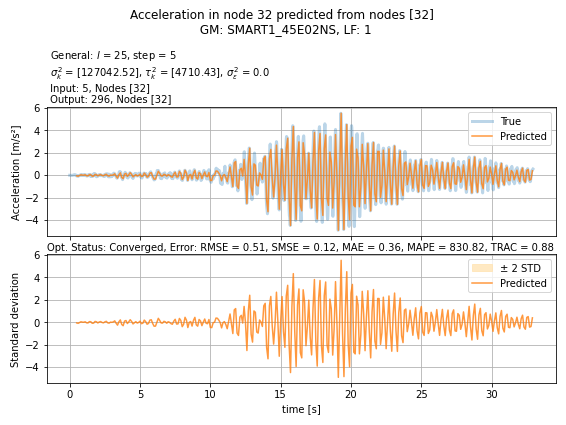 Acceleration in node 32 predicted from nodes [32]
GM: SMART1_45E02NS, LF: 1
General: l = 25, step = 5
σ_k^2 = [127042.52], τ_k^2 = [4710.43], σ_ε^2 = 0.0
Input: 5, Nodes [32]
Output: 296, Nodes [32]
6
4
2
0
−2
−4
Acceleration [m/s²]
True
Predicted
Opt. Status: Converged, Error: RMSE = 0.51, SMSE = 0.12, MAE = 0.36, MAPE = 830.82, TRAC = 0.88
6
4
2
0
−2
−4
Standard deviation
± 2 STD
Predicted
0 5 10 15 20 25 30
time [s]